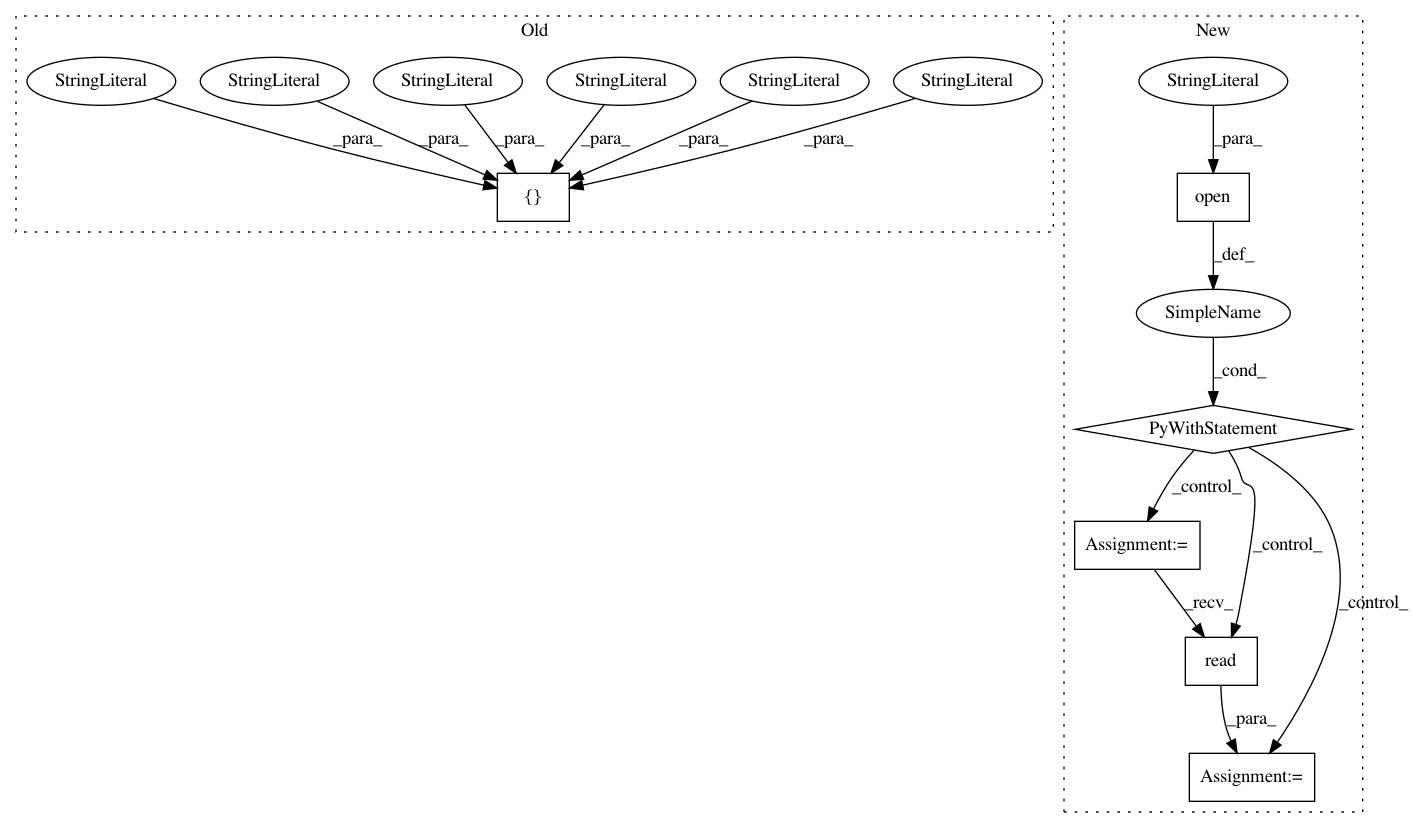 Old
New
StringLiteral StringLiteral StringLiteral StringLiteral StringLiteral StringLiteral StringLiteral
_para_ _para_ _para_ _para_ _para_ _para_ _para_
{} open
_def_
SimpleName
_cond_
PyWithStatement
_control_
Assignment:= _control_
_recv_ _control_
read
_para_
Assignment:=